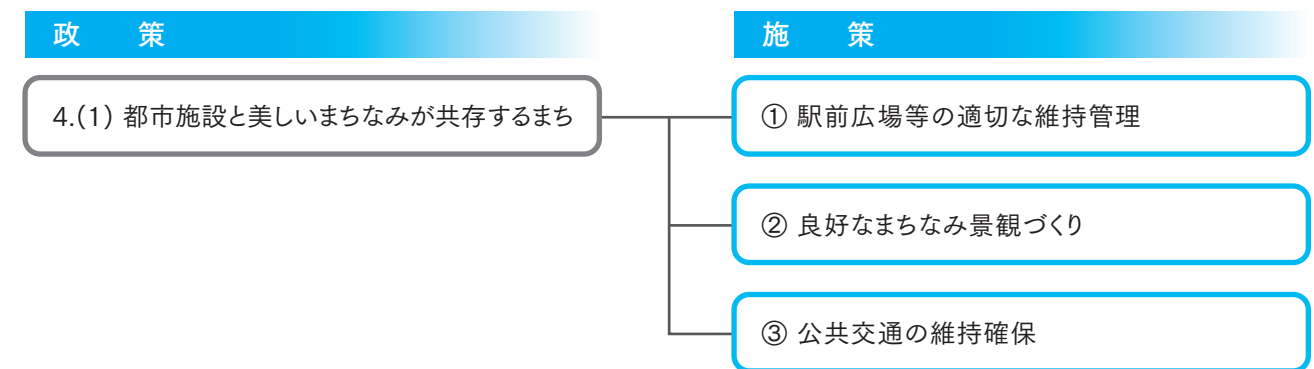 政　策
施　策
4.(1) 都市施設と美しいまちなみが共存するまち
① 駅前広場等の適切な維持管理
② 良好なまちなみ景観づくり
③ 公共交通の維持確保